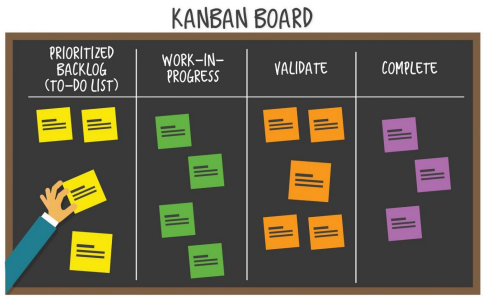 KANBAN BOARD
PRIORITIZED
BACKLOG
(TO-DO LIST)
WORK-IN-
PROGRESS
VALIDATE
COMPLETE